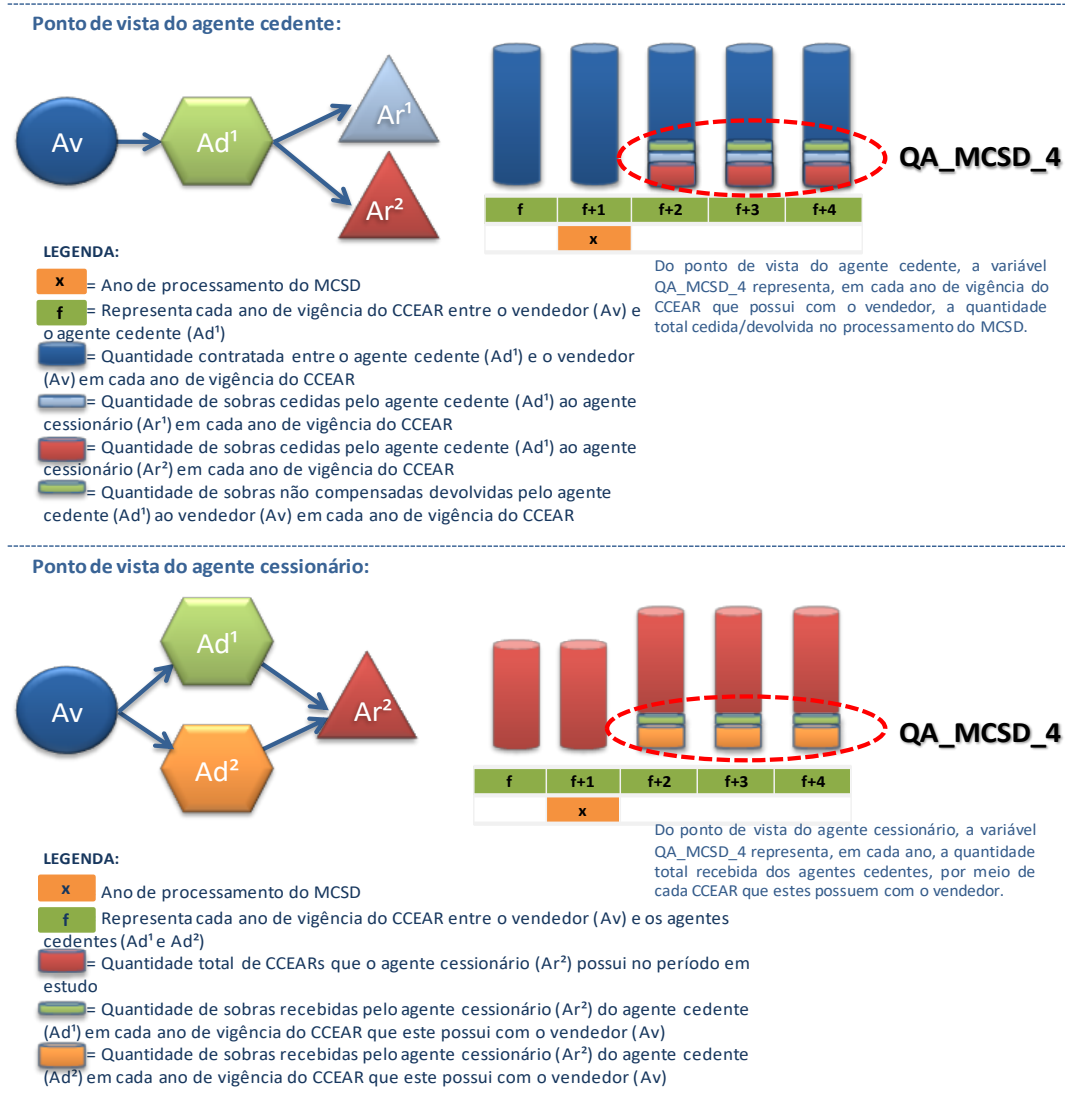 Ponto de vista do agente cedente:
Av
Ad¹
Ar¹
Ar²
QA_MCSD_4
f f+1 f+2 f+3 f+4
x
LEGENDA:
x = Ano de processamento do MCSD
f = Representa cada ano de vigência do CCEAR entre o vendedor (Av) e
o agente cedente (Ad¹)
= Quantidade contratada entre o agente cedente (Ad¹) e o vendedor
(Av) em cada ano de vigência do CCEAR
= Quantidade de sobras cedidas pelo agente cedente (Ad¹) ao agente
cessionário (Ar¹) em cada ano de vigência do CCEAR
= Quantidade de sobras cedidas pelo agente cedente (Ad¹) ao agente
cessionário (Ar²) em cada ano de vigência do CCEAR
= Quantidade de sobras não compensadas devolvidas pelo agente
cedente (Ad¹) ao vendedor (Av) em cada ano de vigência do CCEAR
Do ponto de vista do agente cedente, a variável
QA_MCSD_4 representa, em cada ano de vigência do
CCEAR que possui com o vendedor, a quantidade
total cedida/devolvida no processamento do MCSD.
Ponto de vista do agente cessionário:
Av
Ad¹
Ad²
Ar²
QA_MCSD_4
f f+1 f+2 f+3 f+4
x
Do ponto de vista do agente cessionário, a variável
QA_MCSD_4 representa, em cada ano, a quantidade
total recebida dos agentes cedentes, por meio de
cada CCEAR que estes possuem com o vendedor.
LEGENDA:
x Ano de processamento do MCSD
f Representa cada ano de vigência do CCEAR entre o vendedor (Av) e os agentes
cedentes (Ad¹ e Ad²)
= Quantidade total de CCEARs que o agente cessionário (Ar²) possui no período em
estudo
= Quantidade de sobras recebidas pelo agente cessionário (Ar²) do agente cedente
(Ad¹) em cada ano de vigência do CCEAR que este possui com o vendedor (Av)
= Quantidade de sobras recebidas pelo agente cessionário (Ar²) do agente cedente
(Ad²) em cada ano de vigência do CCEAR que este possui com o vendedor (Av)